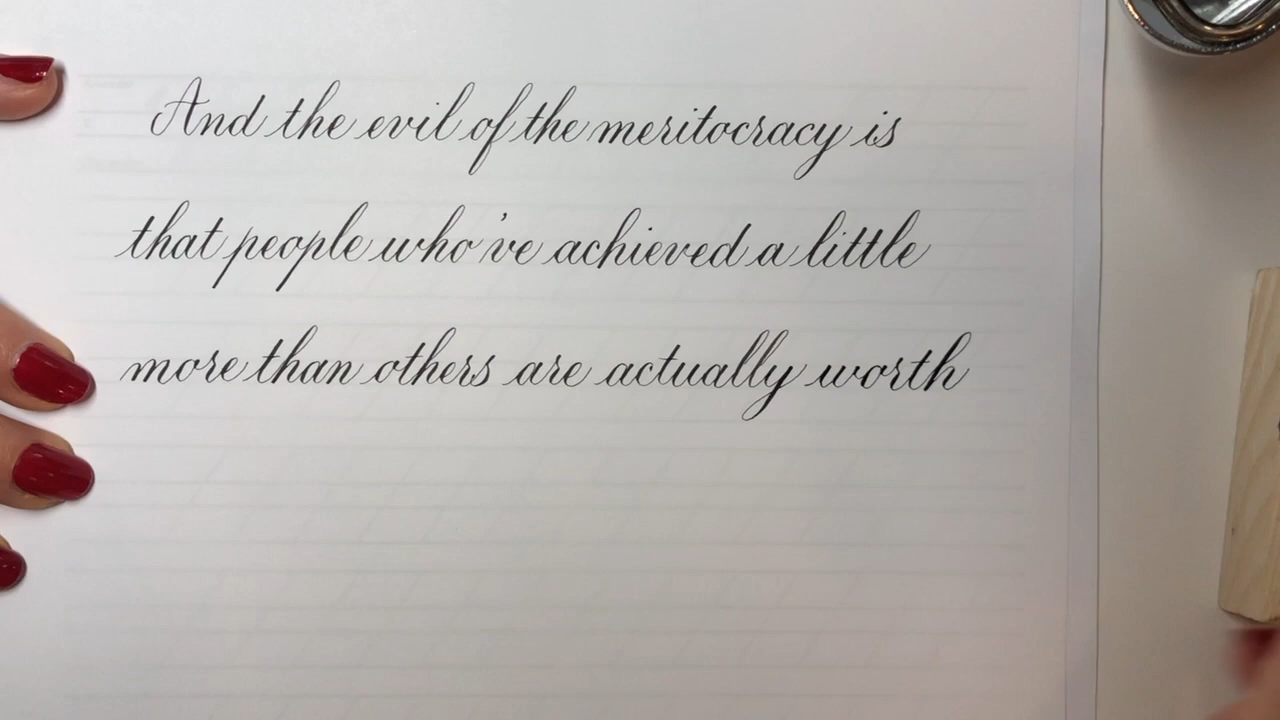 And the evil of the meritocracy is
that people who've achieved a little
more than others are actually worth